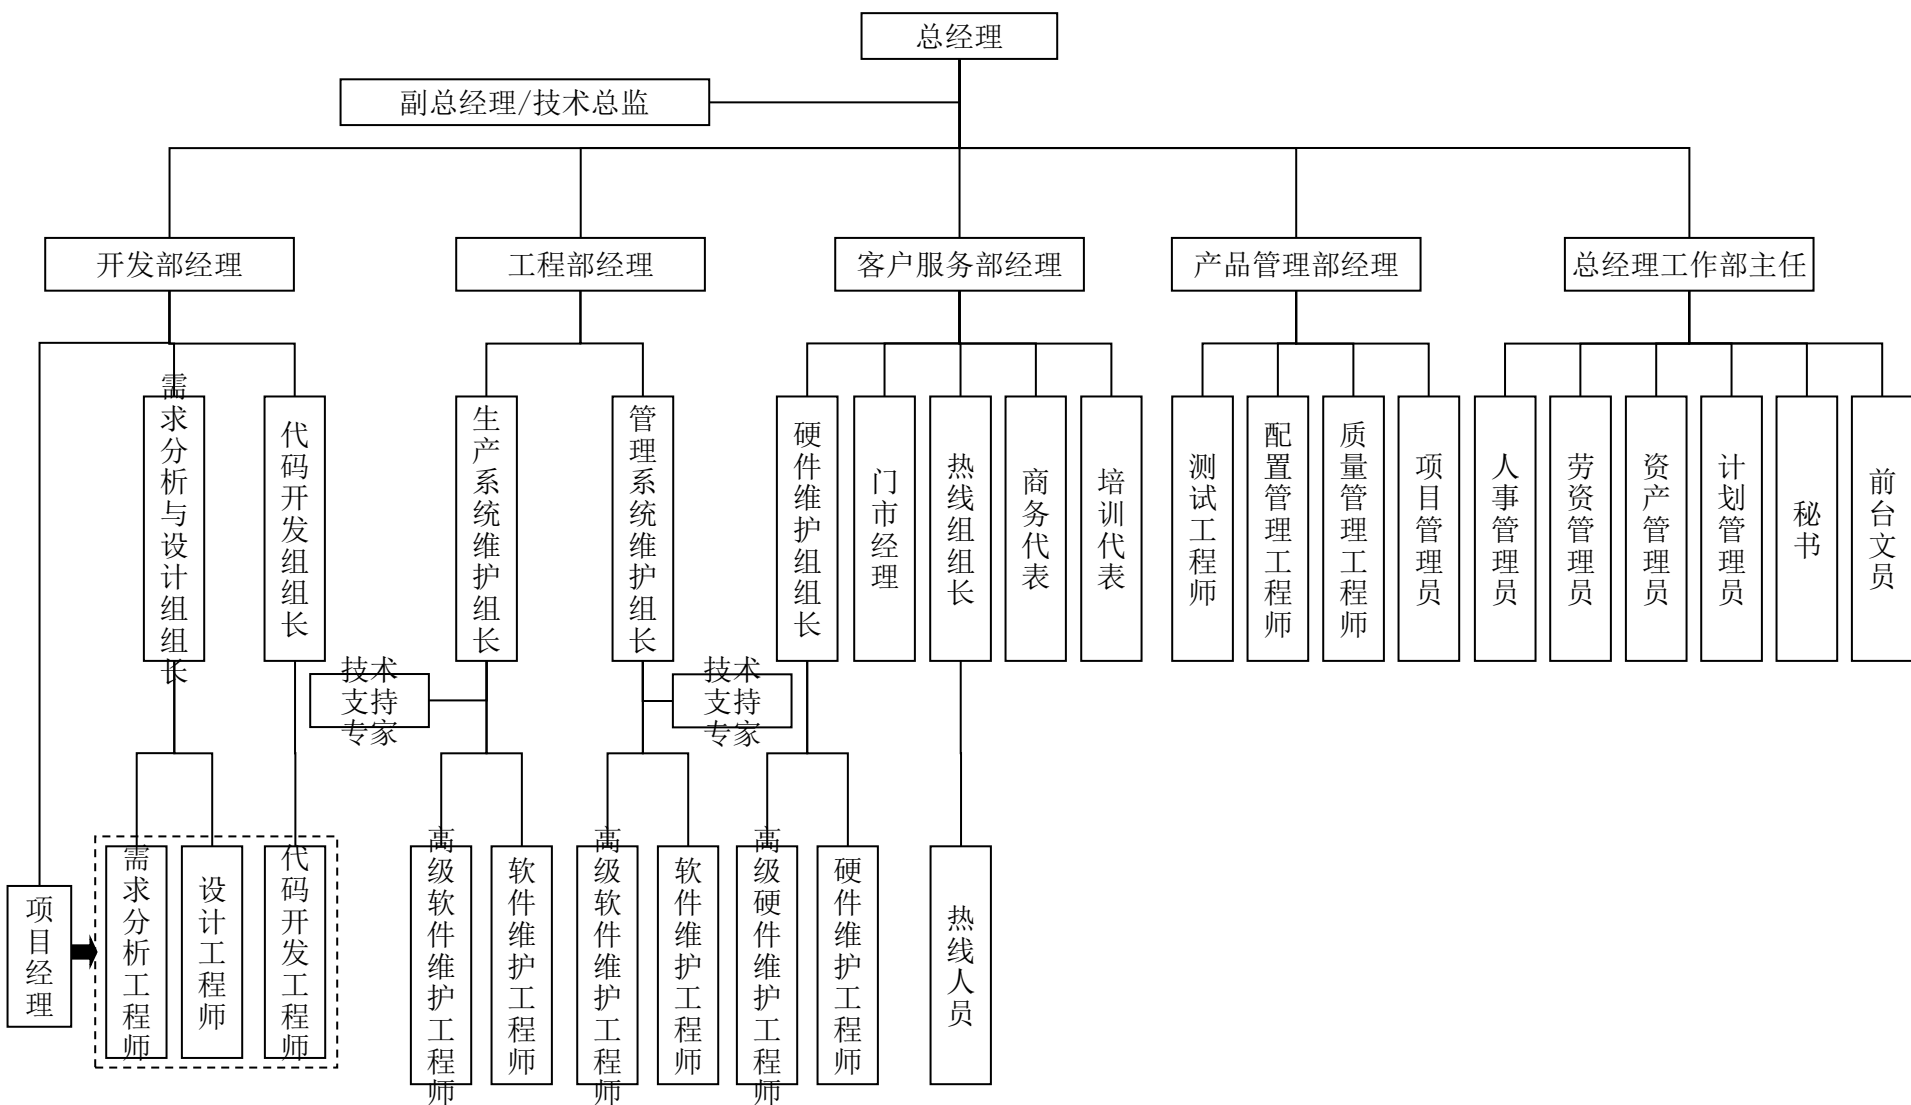 总经理
副总经理/技术总监
开发部经理
工程部经理
客户服务部经理
产品管理部经理
总经理工作部主任
需求分析与设计组组长
代码开发组组长
生产系统维护组长
管理系统维护组长
硬件维护组组长
门市经理
热线组组长
商务代表
培训代表
测试工程师
配置管理工程师
质量管理工程师
项目管理员
人事管理员
劳资管理员
资产管理员
计划管理员
秘书
前台文员
技术
支持
专家
技术
支持
专家
项目经理
需求分析工程师
设计工程师
代码开发工程师
高级软件维护工程师
软件维护工程师
高级软件维护工程师
软件维护工程师
高级硬件维护工程师
硬件维护工程师
热线人员